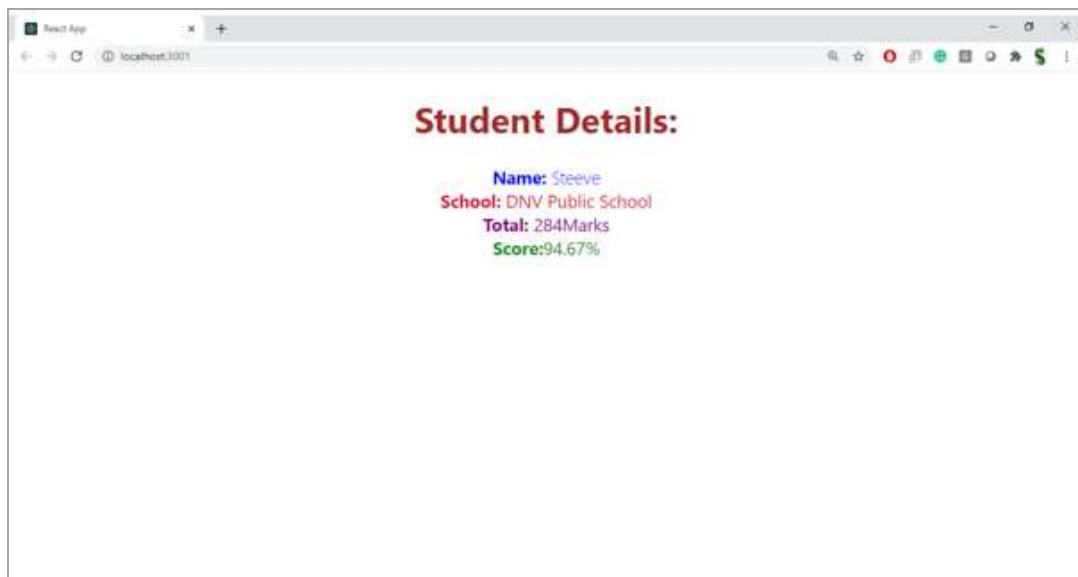 React App
localhost:3001
Student Details:
Name: Steeve
School: DNV Public School
Total: 284Marks
Score:94.67%